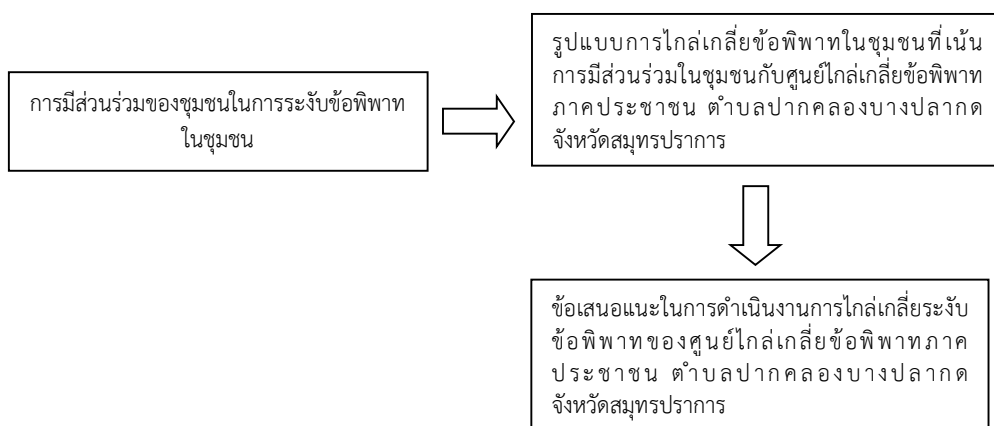 การมีส่วนร่วมของชุมชนในการระงับข้อพิพาท
ในชุมชน
รูปแบบการไกล่เกลี่ยข้อพิพาทในชุมชนที่เน้น
การมีส่วนร่วมในชุมชนกับศูนย์ไกล่เกลี่ยข้อพิพาท
ภาคประชาชน ตำบลปากคลองบางปลากด
จังหวัดสมุทรปราการ
ข้อเสนอแนะในการดำเนินงานการไกล่เกลี่ยระงับ
ข้อพิพาทของศูนย์ไกล่เกลี่ยข้อพิพาทภาค
ประชาชน ตำบลปากคลองบางปลากด
จังหวัดสมุทรปราการ